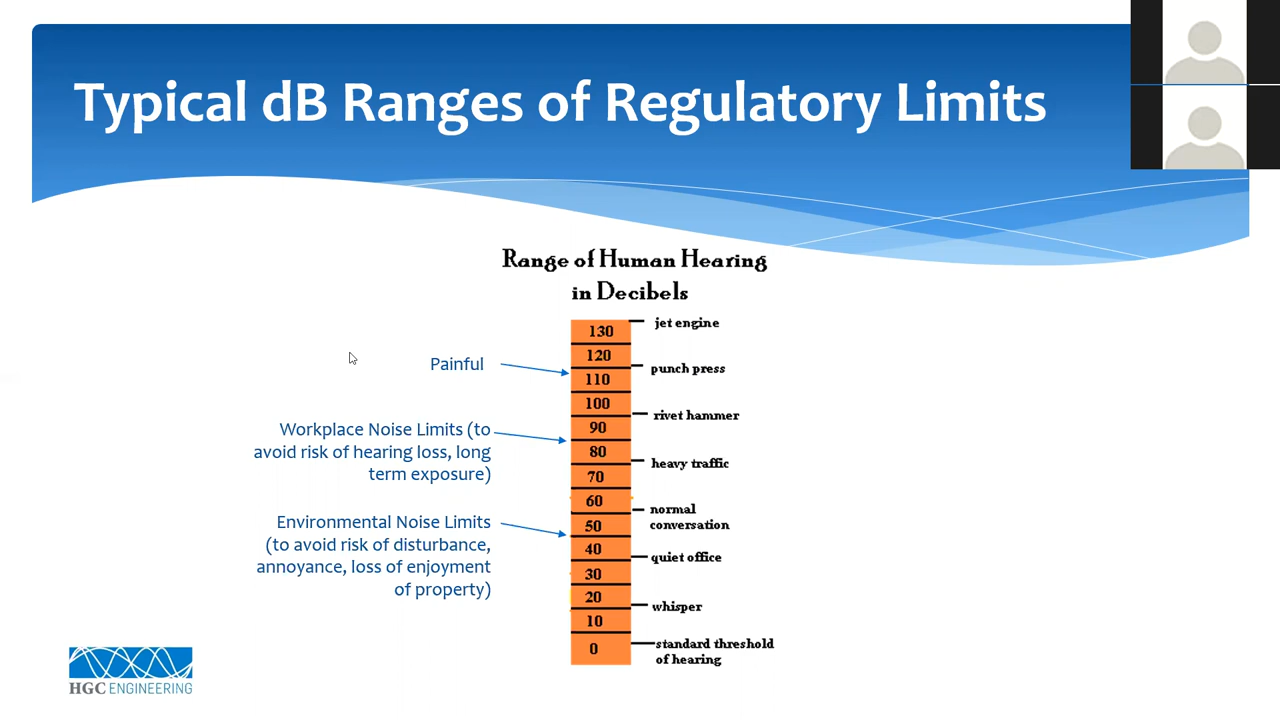 Typical dB Ranges of Regulatory Limits
Range of Human Hearing
in Decibels
130
120
110
100
90
80
70
60
50
40
30
20
10
0
jet engine
punch press
rivet hammer
heavy traffic
normal
conversation
quiet office
whisper
standard threshold
of hearing
Painful
Workplace Noise Limits (to
avoid risk of hearing loss, long
term exposure)
Environmental Noise Limits
(to avoid risk of disturbance,
annoyance, loss of enjoyment
of property)
HGC ENGINEERING